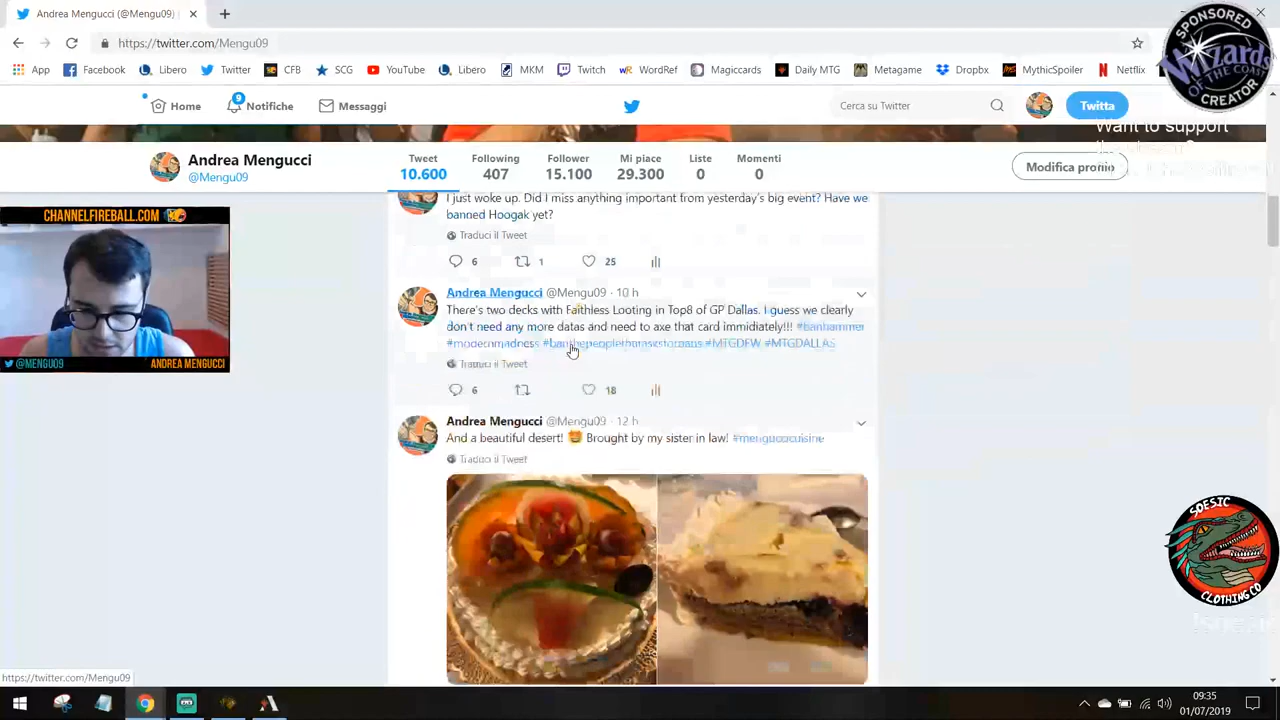 Andrea Mengucci (@Mengu09)
https://twitter.com/Mengu09
App Facebook Libero Twitter CFB SCG YouTube Libero MKM Twitch WordRef Magiccards Daily MTG Metagame Dropbx MythicSpoiler Netflix
SPONSORED
Wizards
OF THE COAST
CREATOR
9
Home Notifiche Messaggi Cerca su Twitter Twitta
Want to support
Andrea Mengucci
@Mengu09
Tweet Following Follower Mi piace Liste Momenti
10.600 407 15.100 29.300 0 0
Modifica profilo
I just woke up. Did I miss anything important from yesterday's big event? Have we
banned Hoogak yet?
Traduci il Tweet
6 1 25
CHANNELFIREBALL.COM
@MENGU09 ANDREA MENGUCCI
Andrea Mengucci @Mengu09 · 10 h
There's two decks with Faithless Looting in Top8 of GP Dallas. I guess we clearly
don't need any more datas and need to axe that card immidiately!!! #banhammer
#modernmadness #MTGDFW #MTGDALLAS
Traduci il Tweet
6 18
Andrea Mengucci @Mengu09 · 12 h
And a beautiful desert! Brought by my sister in law! #mengucocuisine
Traduci il Tweet
SOESIC
CLOTHING CO
!soesic
https://twitter.com/Mengu09
09:35
01/07/2019